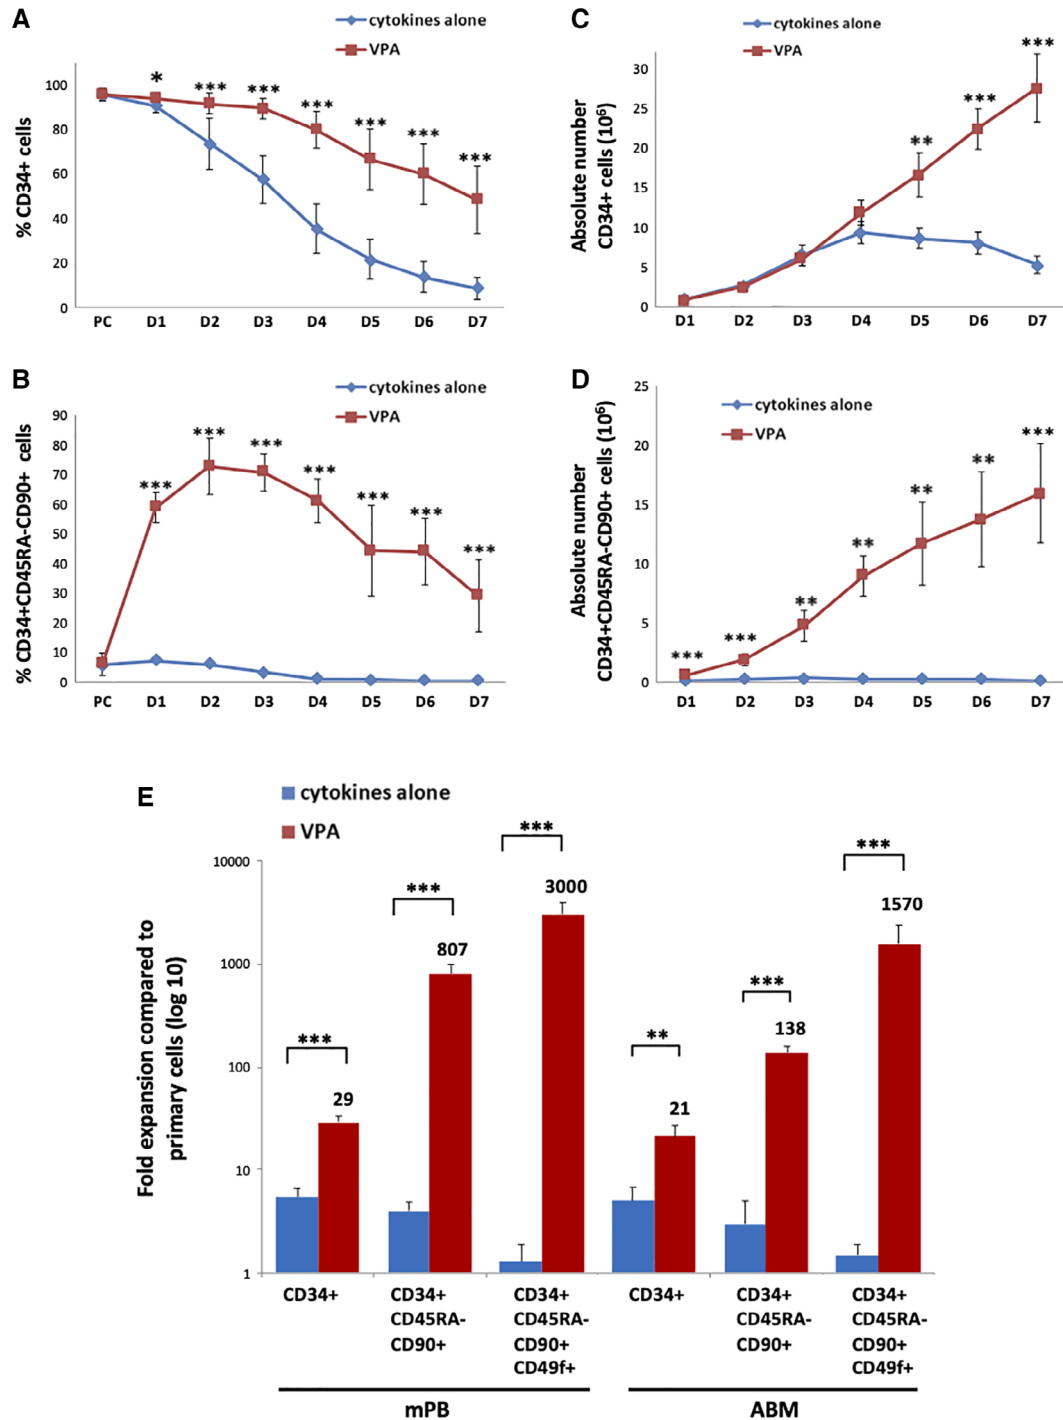 A
cytokines alone
VPA
% CD34+ cells
100
80
60
40
20
0
*
***
***
***
***
***
***
PC D1 D2 D3 D4 D5 D6 D7
C
cytokines alone
VPA
Absolute number
CD34+ cells (10⁶)
30
25
20
15
10
5
0
**
***
***
D1 D2 D3 D4 D5 D6 D7
B
cytokines alone
VPA
% CD34+CD45RA-CD90+ cells
90
80
70
60
50
40
30
20
10
0
***
***
***
***
***
***
***
PC D1 D2 D3 D4 D5 D6 D7
D
cytokines alone
VPA
Absolute number
CD34+CD45RA-CD90+ cells (10⁶)
25
20
15
10
5
0
***
***
**
**
**
**
***
D1 D2 D3 D4 D5 D6 D7
E
cytokines alone
VPA
Fold expansion compared to
primary cells (log 10)
10000
1000
100
10
1
***
29
***
807
***
3000
**
21
***
138
***
1570
CD34+
CD34+
CD45RA-
CD90+
CD34+
CD45RA-
CD90+
CD49f+
CD34+
CD34+
CD45RA-
CD90+
CD34+
CD45RA-
CD90+
CD49f+
mPB
ABM